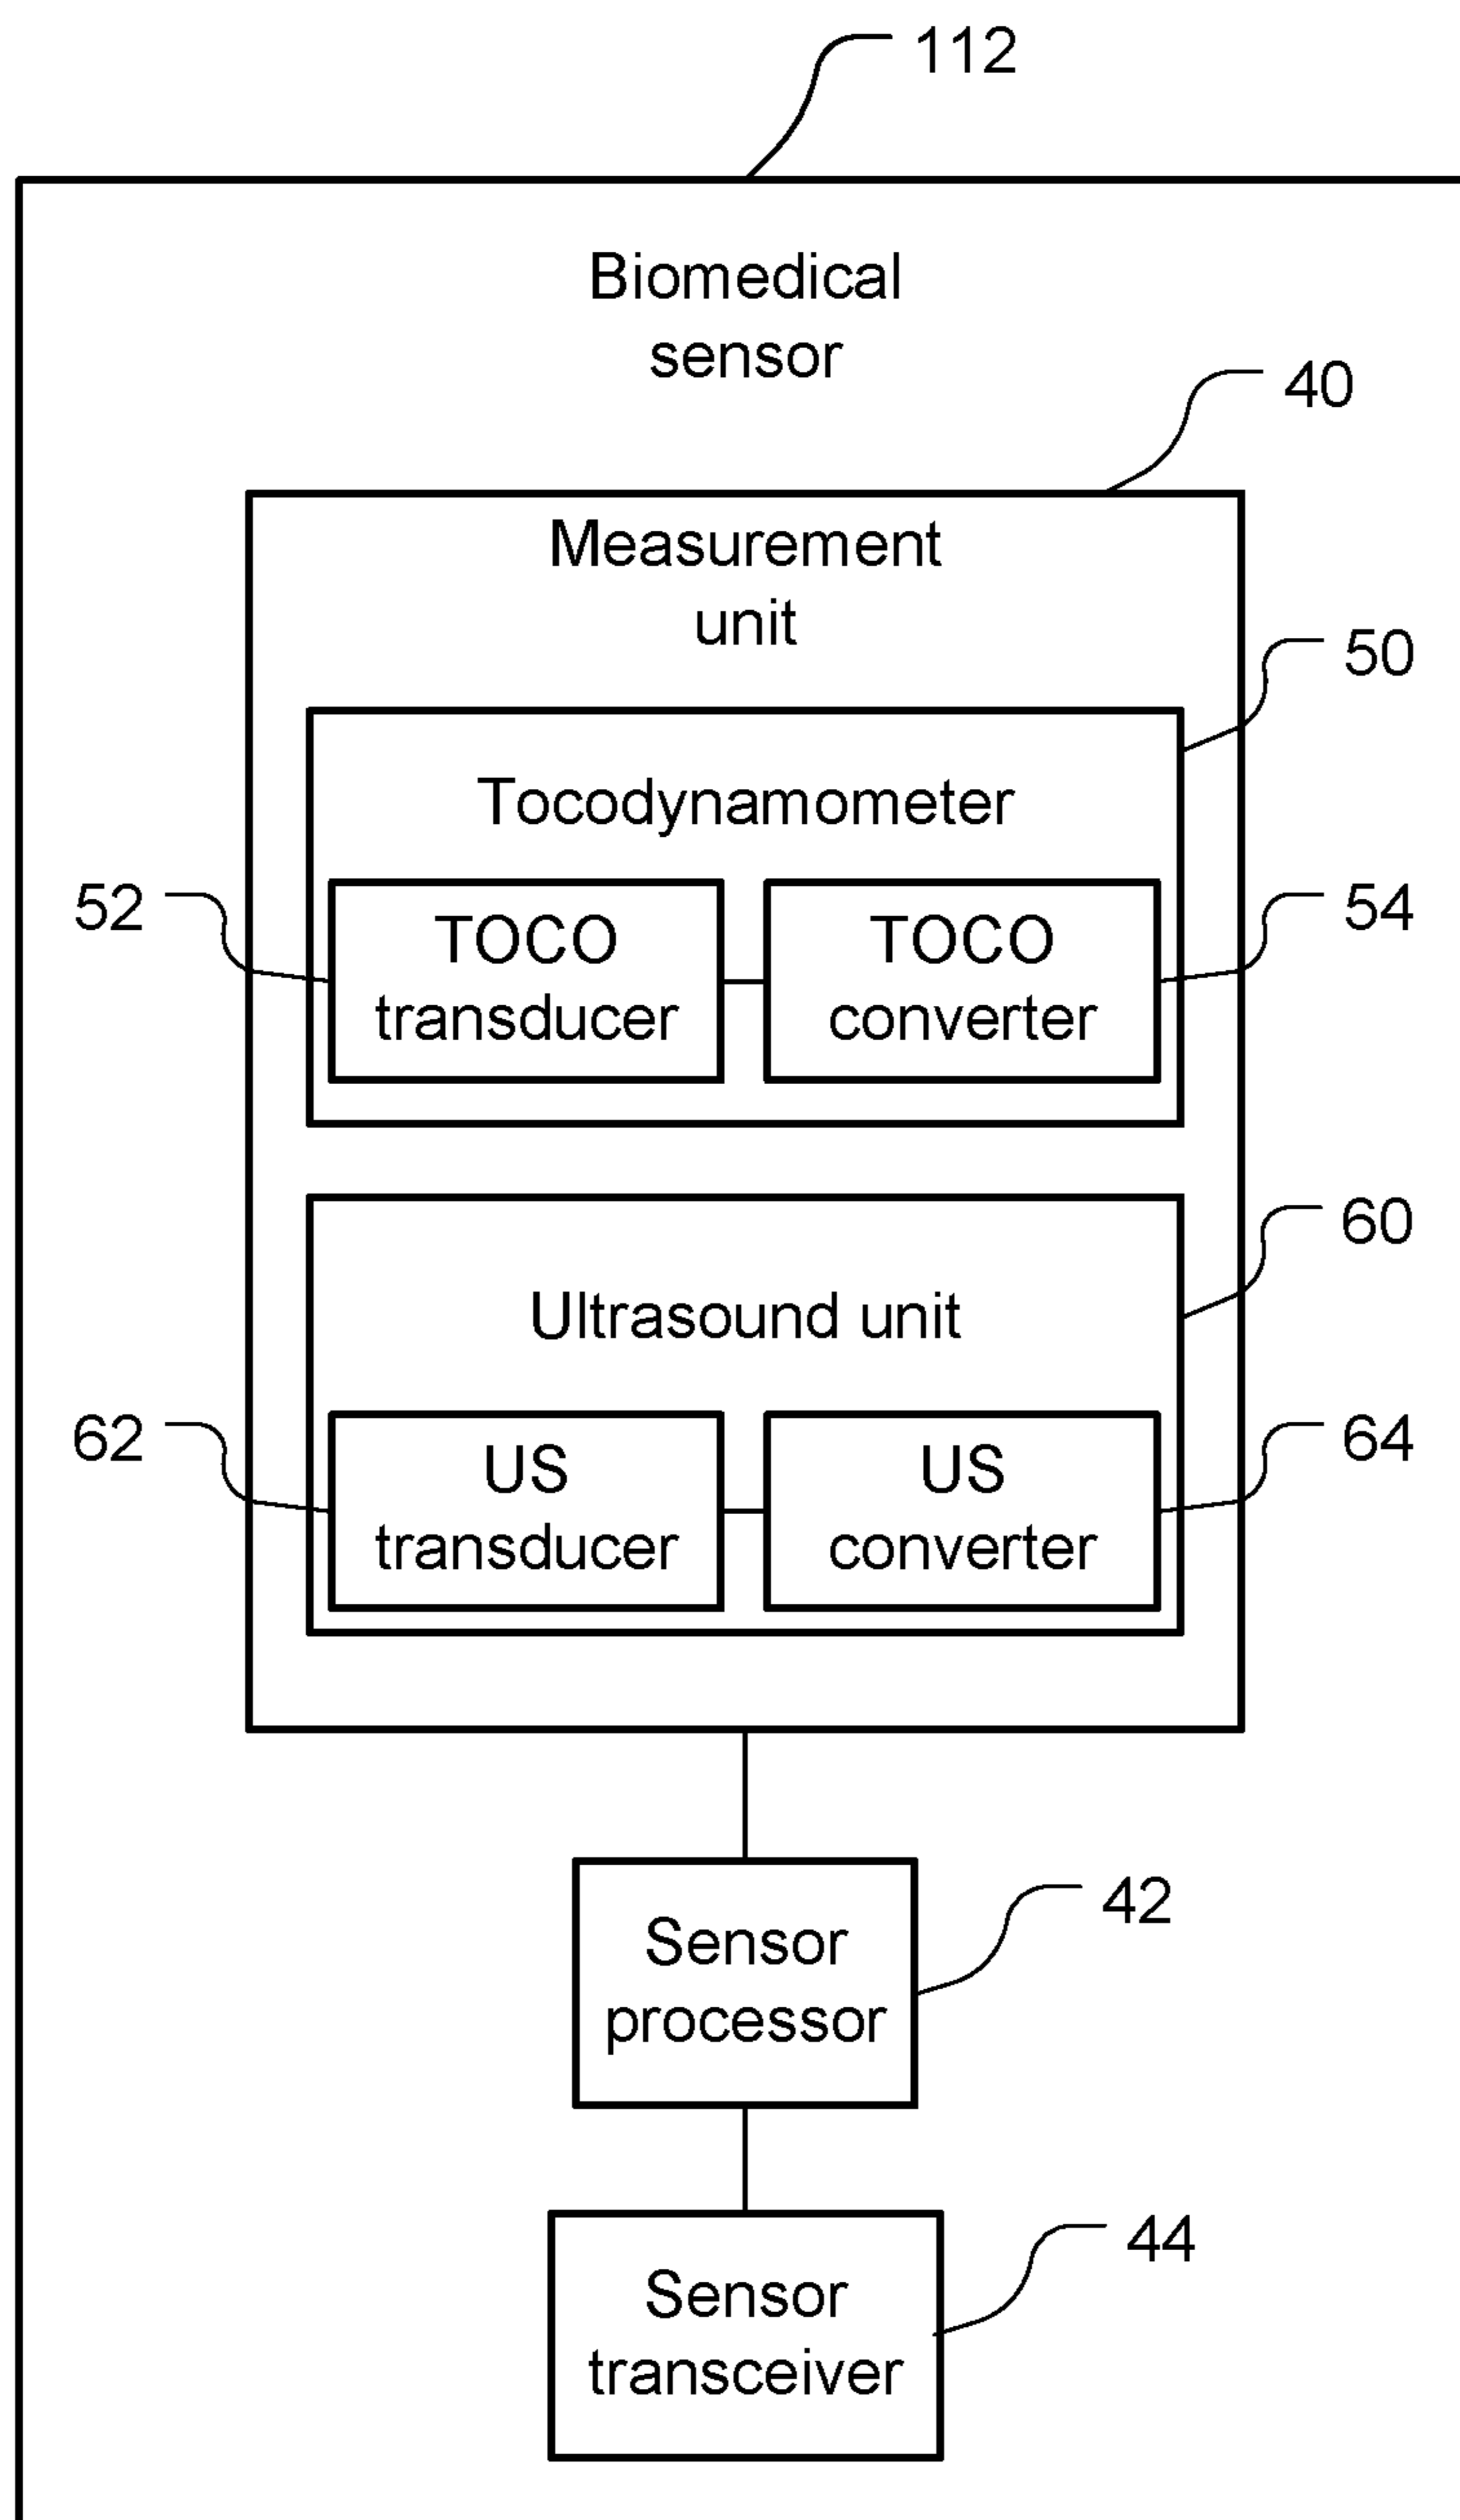 112
Biomedical
sensor
40
Measurement
unit
50
Tocodynamometer
52
TOCO
transducer
TOCO
converter
54
60
Ultrasound unit
62
US
transducer
US
converter
64
42
Sensor
processor
44
Sensor
transceiver